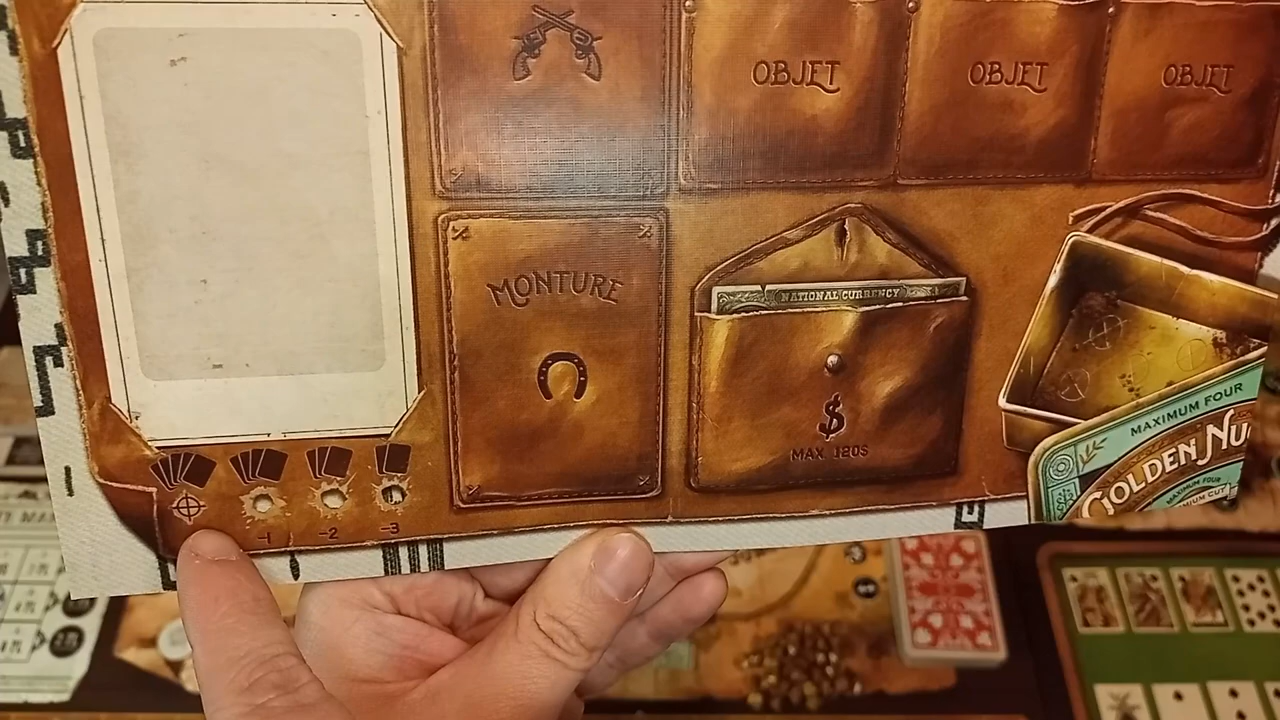 OBJET
OBJET
OBJET
MONTURE
NATIONAL CURRENCY
$
MAX. 120$
MAXIMUM FOUR
GOLDEN NU
MAXIMUM FOUR
-1
-2
-3